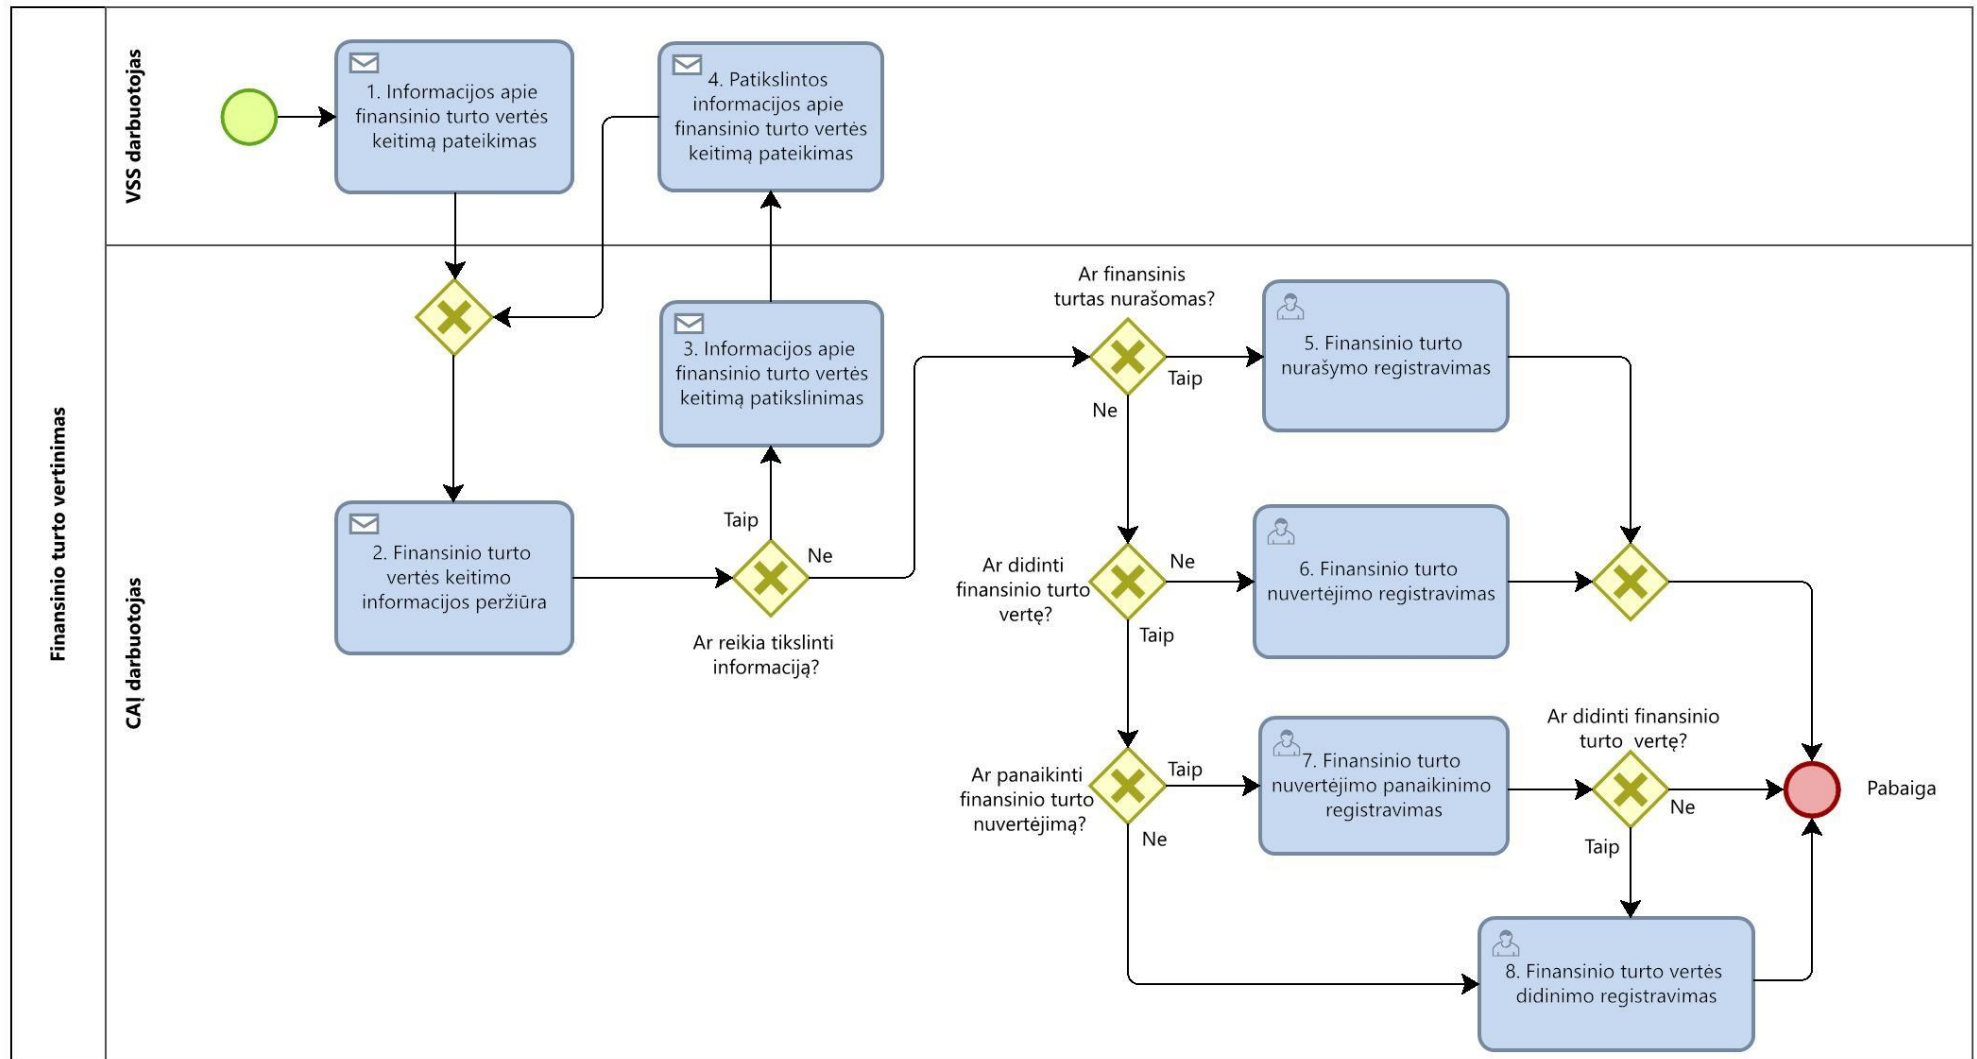 Finansinio turto vertinimas
VSS darbuotojas
1. Informacijos apie
finansinio turto vertės
keitimą pateikimas
4. Patikslintos
informacijos apie
finansinio turto vertės
keitimą pateikimas
CAĮ darbuotojas
3. Informacijos apie
finansinio turto vertės
keitimą patikslinimas
2. Finansinio turto
vertės keitimo
informacijos peržiūra
Taip
Ne
Ar reikia tikslinti
informaciją?
Ar finansinis
turtas nurašomas?
Taip
Ne
5. Finansinio turto
nurašymo registravimas
Ar didinti
finansinio turto
vertę?
Ne
Taip
6. Finansinio turto
nuvertėjimo registravimas
Ar panaikinti
finansinio turto
nuvertėjimą?
Taip
Ne
7. Finansinio turto
nuvertėjimo panaikinimo
registravimas
Ar didinti finansinio
turto vertę?
Ne
Taip
Pabaiga
8. Finansinio turto vertės
didinimo registravimas